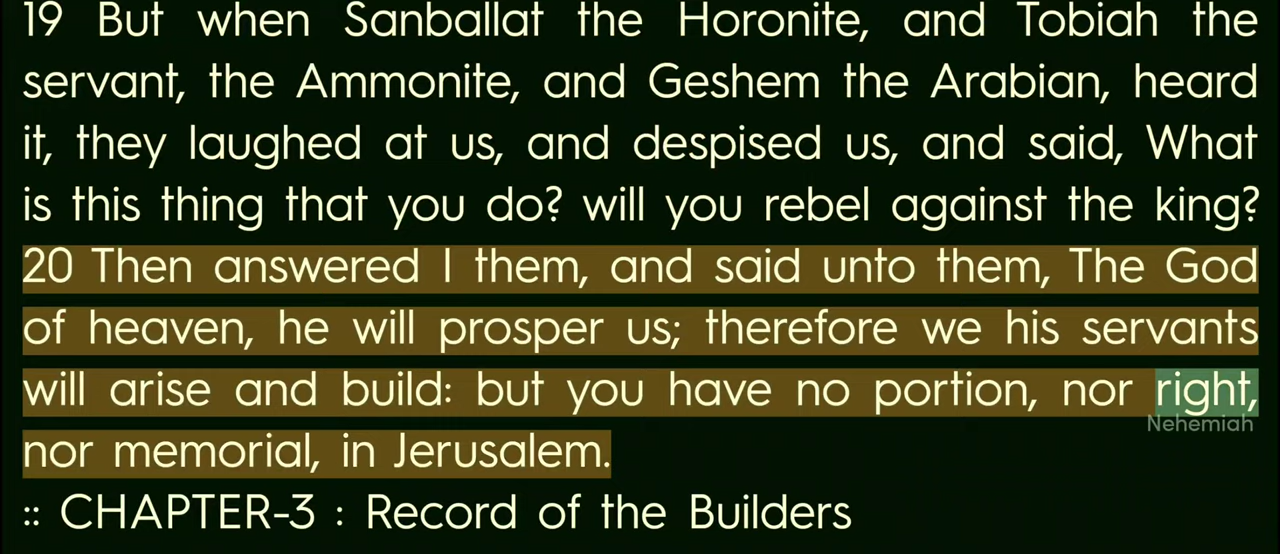 19 But when Sanballat the Horonite, and Tobiah the
servant, the Ammonite, and Geshem the Arabian, heard
it, they laughed at us, and despised us, and said, What
is this thing that you do? will you rebel against the king?
20 Then answered I them, and said unto them, The God
of heaven, he will prosper us; therefore we his servants
will arise and build: but you have no portion, nor right,
Nehemiah
nor memorial, in Jerusalem.
:: CHAPTER-3 : Record of the Builders